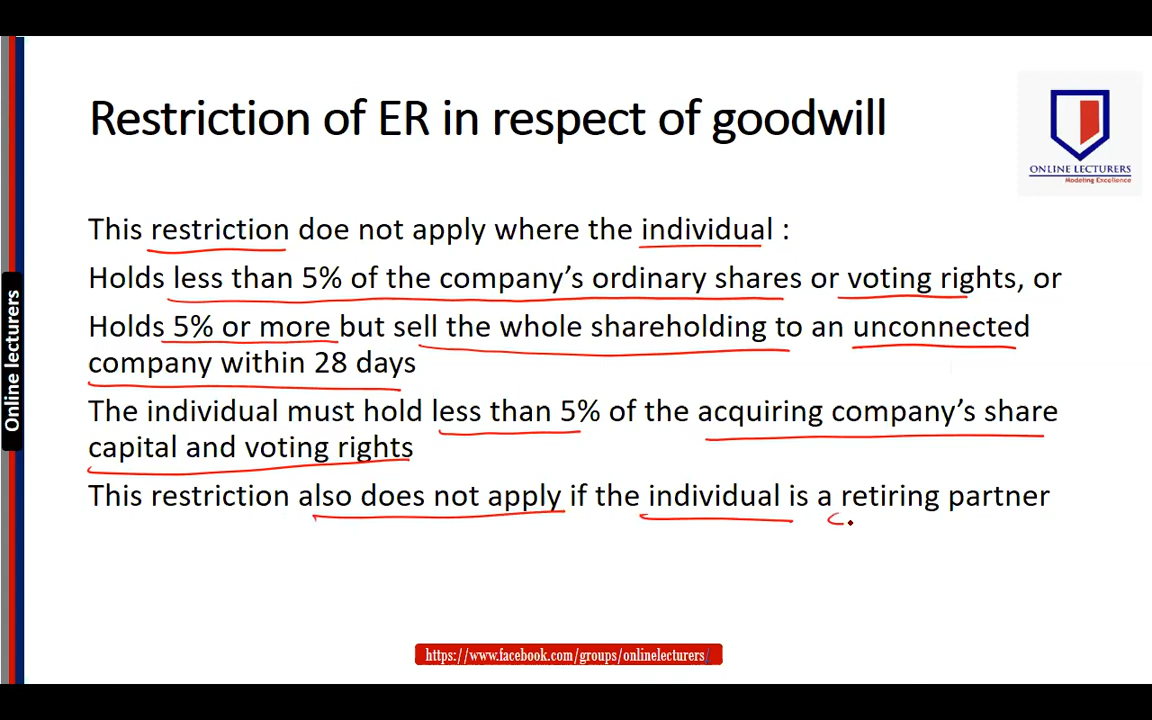 Restriction of ER in respect of goodwill
ONLINE LECTURERS
Modeling Excellence
This restriction doe not apply where the individual :
Holds less than 5% of the company’s ordinary shares or voting rights, or
Holds 5% or more but sell the whole shareholding to an unconnected
company within 28 days
The individual must hold less than 5% of the acquiring company’s share
capital and voting rights
This restriction also does not apply if the individual is a retiring partner
Online lecturers
https://www.facebook.com/groups/onlinelecturers/